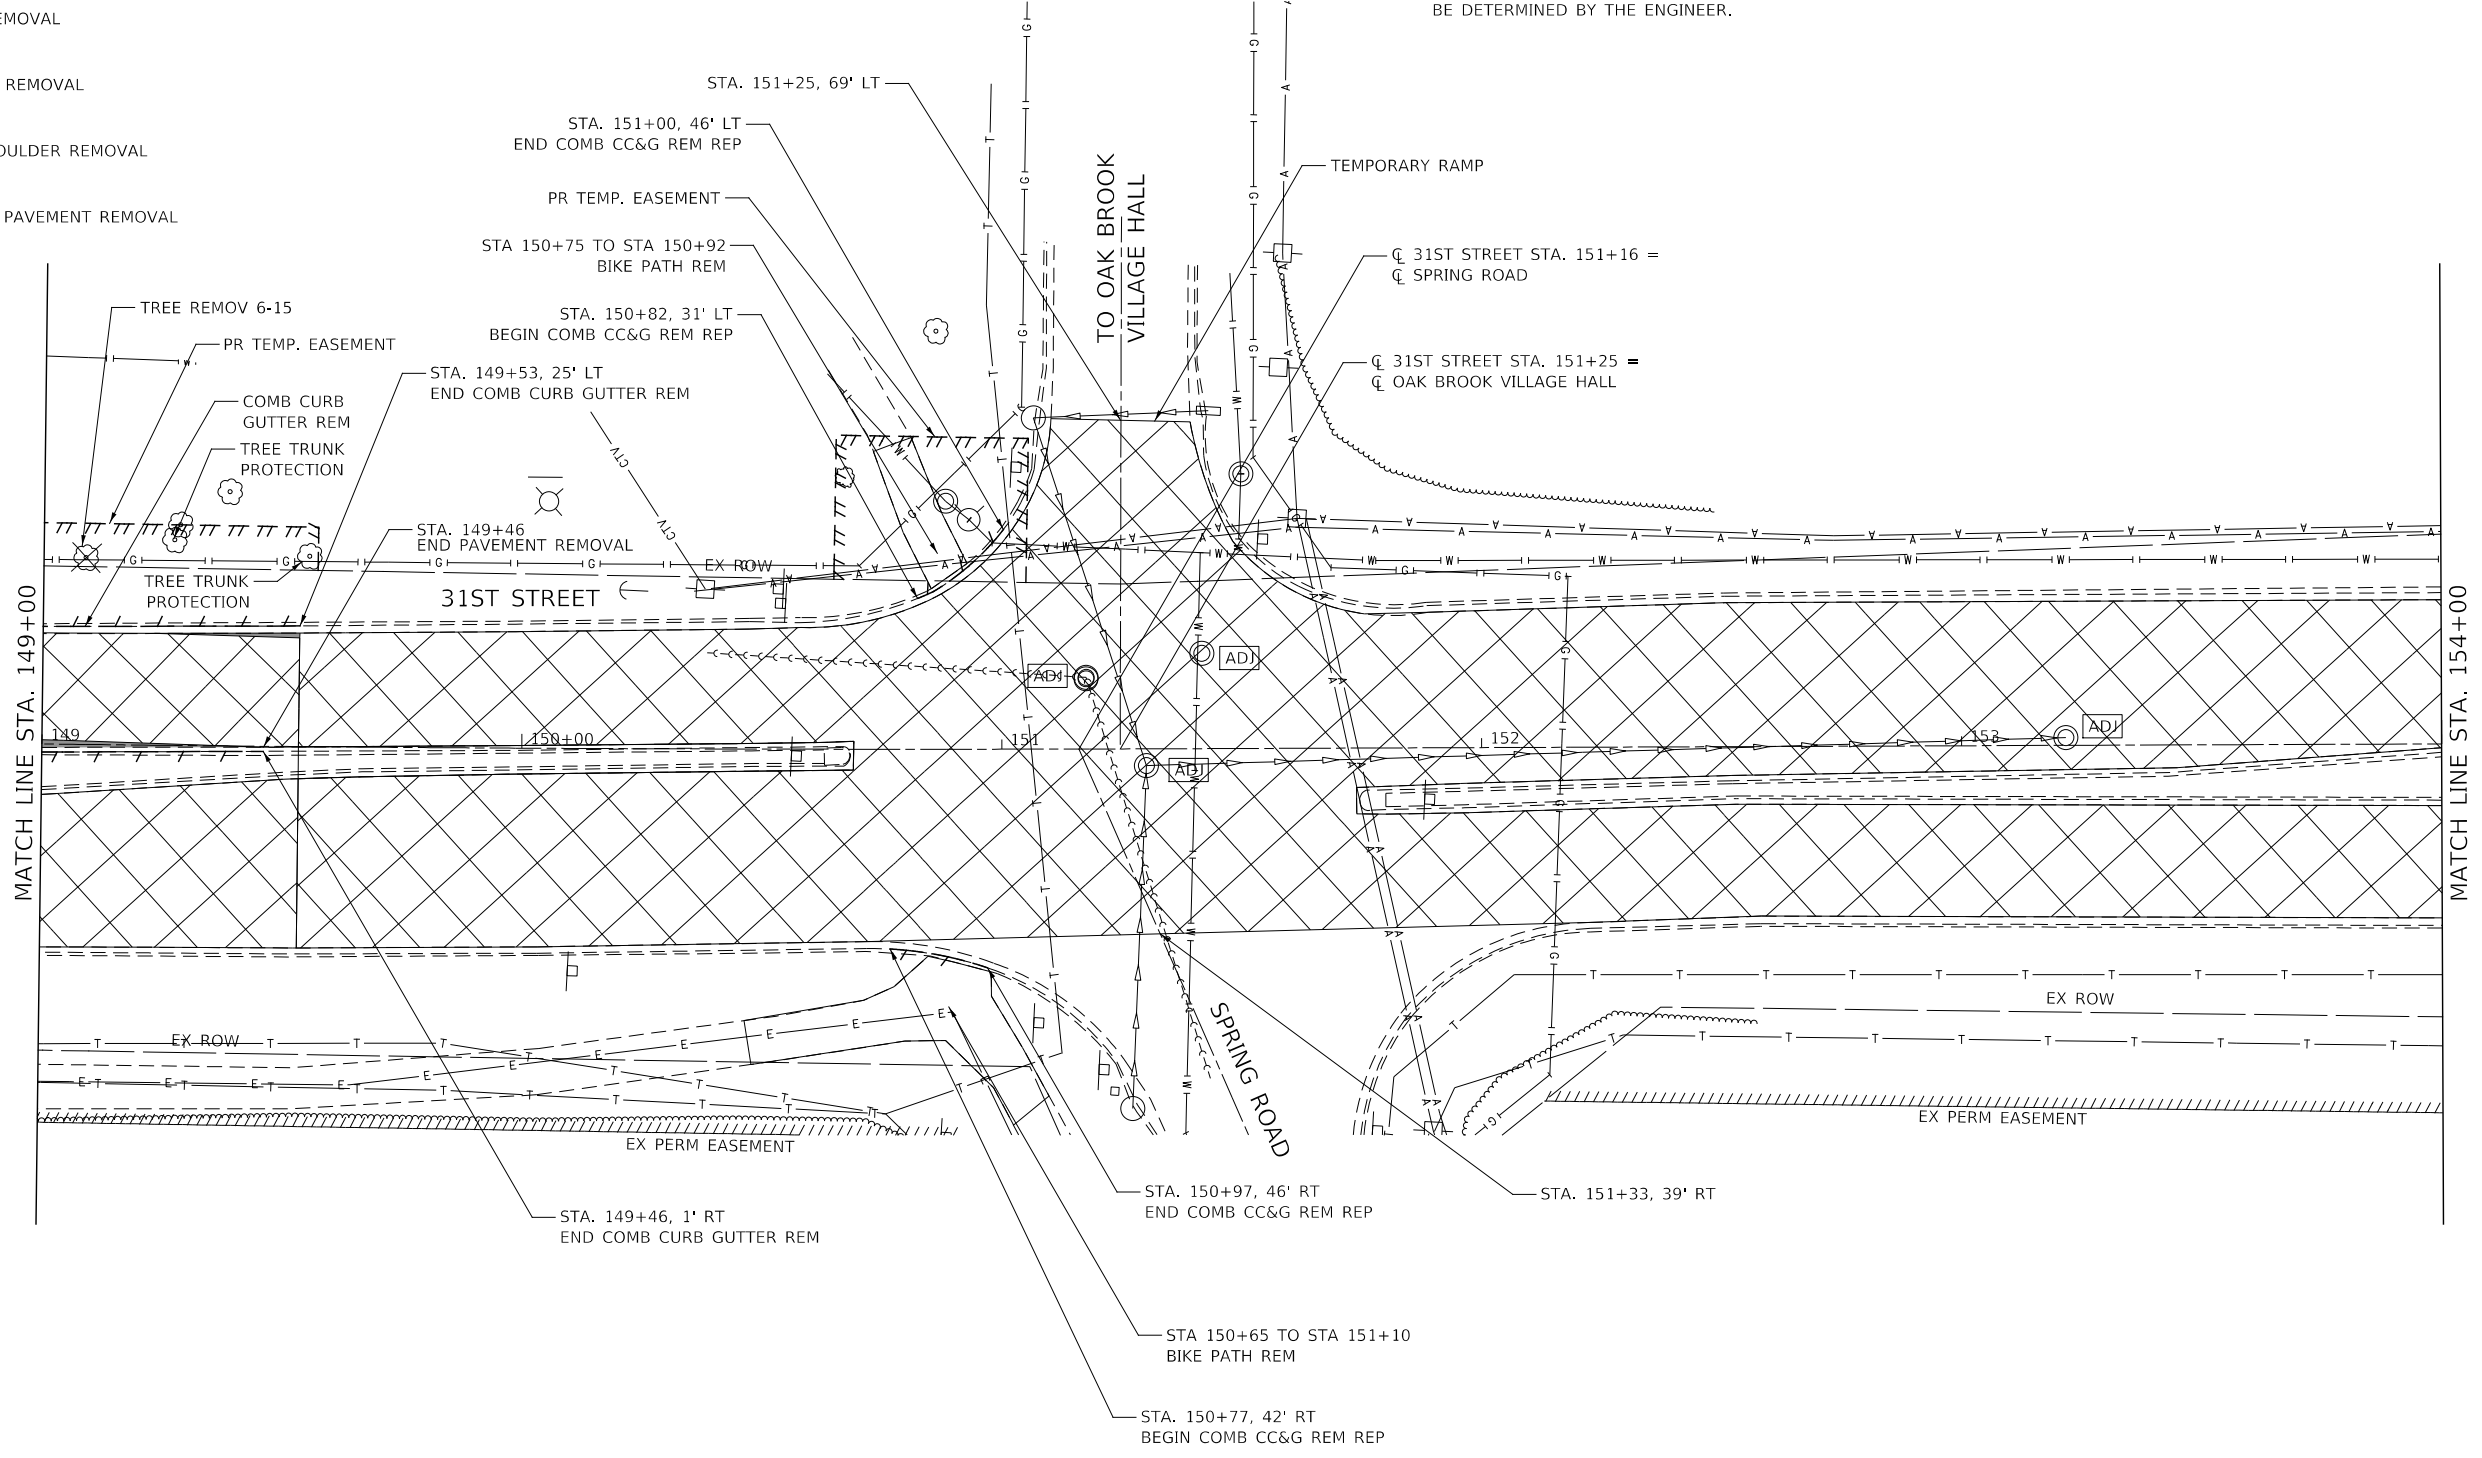 EMOVAL
REMOVAL
OULDER REMOVAL
PAVEMENT REMOVAL
BE DETERMINED BY THE ENGINEER.
STA. 151+25, 69' LT
STA. 151+00, 46' LT
END COMB CC&G REM REP
PR TEMP. EASEMENT
STA 150+75 TO STA 150+92
BIKE PATH REM
STA. 150+82, 31' LT
BEGIN COMB CC&G REM REP
TO OAK BROOK
VILLAGE HALL
TEMPORARY RAMP
℄ 31ST STREET STA. 151+16 =
℄ SPRING ROAD
℄ 31ST STREET STA. 151+25 =
℄ OAK BROOK VILLAGE HALL
TREE REMOV 6-15
PR TEMP. EASEMENT
STA. 149+53, 25' LT
END COMB CURB GUTTER REM
COMB CURB
GUTTER REM
TREE TRUNK
PROTECTION
STA. 149+46
END PAVEMENT REMOVAL
TREE TRUNK
PROTECTION
CTV
CTV
EX ROW
31ST STREET
MATCH LINE STA. 149+00
MATCH LINE STA. 154+00
149
150+00
151
152
153
ADJ
ADJ
ADJ
ADJ
EX ROW
EX ROW
EX PERM EASEMENT
EX PERM EASEMENT
SPRING ROAD
STA. 149+46, 1' RT
END COMB CURB GUTTER REM
STA. 150+97, 46' RT
END COMB CC&G REM REP
STA. 151+33, 39' RT
STA 150+65 TO STA 151+10
BIKE PATH REM
STA. 150+77, 42' RT
BEGIN COMB CC&G REM REP